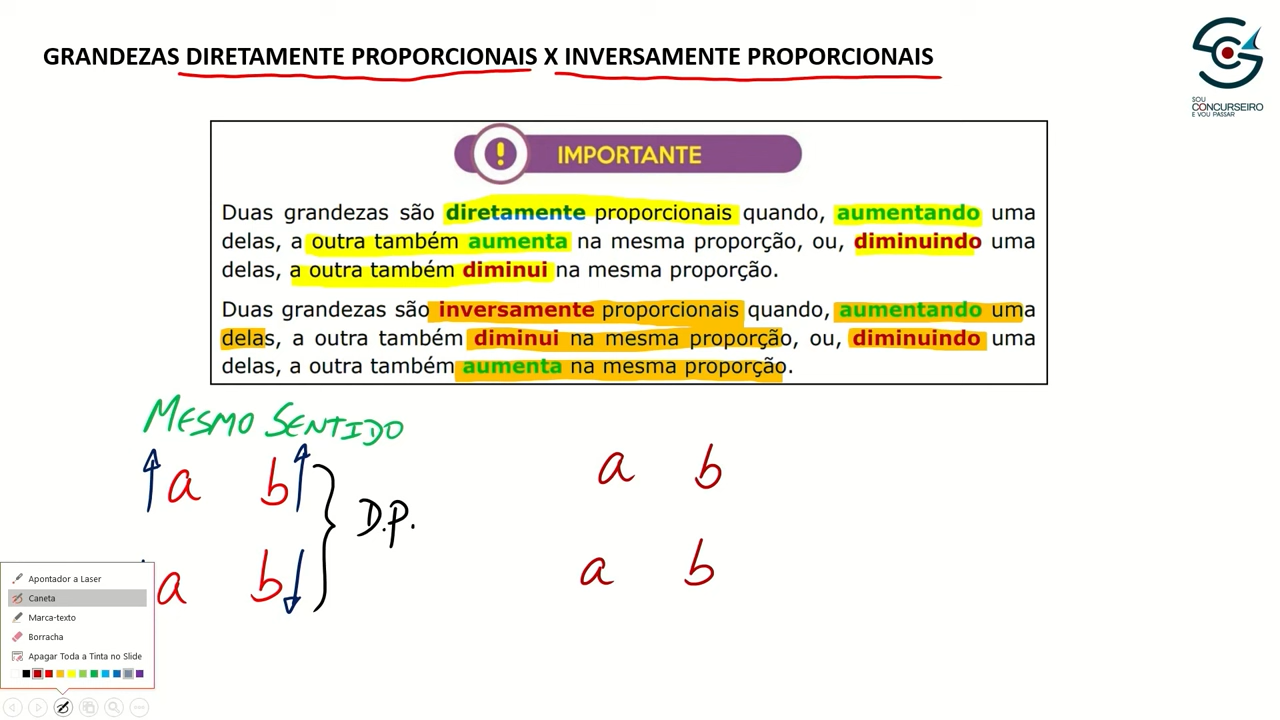 GRANDEZAS DIRETAMENTE PROPORCIONAIS X INVERSAMENTE PROPORCIONAIS
SOU
CONCURSEIRO
E VOU PASSAR
! IMPORTANTE
Duas grandezas são diretamente proporcionais quando, aumentando uma
delas, a outra também aumenta na mesma proporção, ou, diminuindo uma
delas, a outra também diminui na mesma proporção.
Duas grandezas são inversamente proporcionais quando, aumentando uma
delas, a outra também diminui na mesma proporção, ou, diminuindo uma
delas, a outra também aumenta na mesma proporção.
MESMO SENTIDO
a b
D.P.
a b
a b
a b
Apontador a Laser
Caneta
Marca-texto
Borracha
Apagar Toda a Tinta no Slide